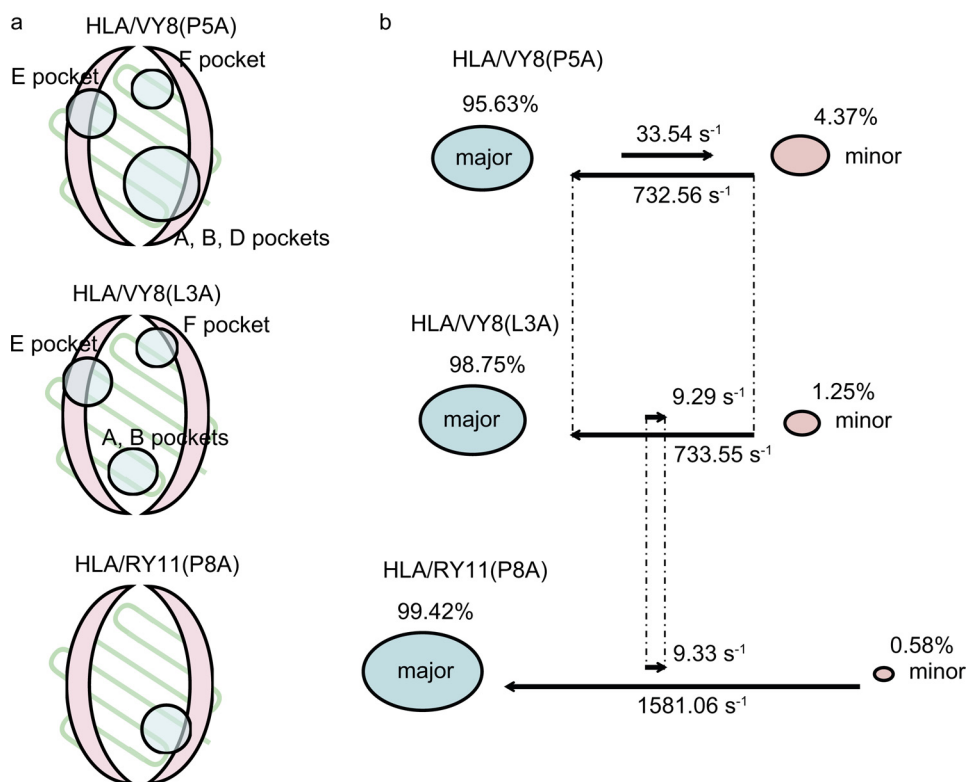 a
HLA/VY8(P5A)
F pocket
E pocket
A, B, D pockets
HLA/VY8(L3A)
F pocket
E pocket
A, B pockets
HLA/RY11(P8A)
b
HLA/VY8(P5A)
95.63%
major
33.54 s⁻¹
732.56 s⁻¹
4.37%
minor
HLA/VY8(L3A)
98.75%
major
9.29 s⁻¹
733.55 s⁻¹
1.25%
minor
HLA/RY11(P8A)
99.42%
major
9.33 s⁻¹
1581.06 s⁻¹
0.58%
minor